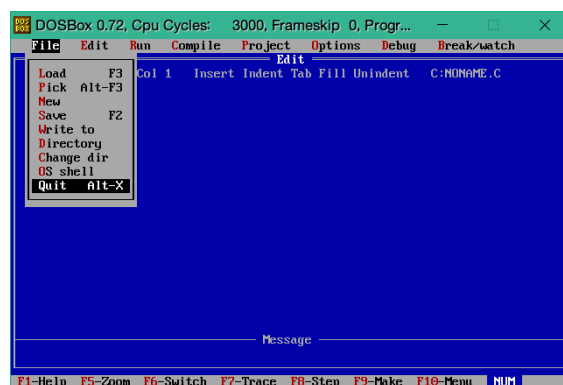 DOSBox 0.72, Cpu Cycles: 3000, Frameskip 0, Progr...
File Edit Run Compile Project Options Debug Break/watch
Edit
Col 1 Insert Indent Tab Fill Unindent C:NONAME.C
Load F3
Pick Alt-F3
New
Save F2
Write to
Directory
Change dir
OS shell
Quit Alt-X
Message
F1-Help F5-Zoom F6-Switch F7-Trace F8-Step F9-Make F10-Menu NUM